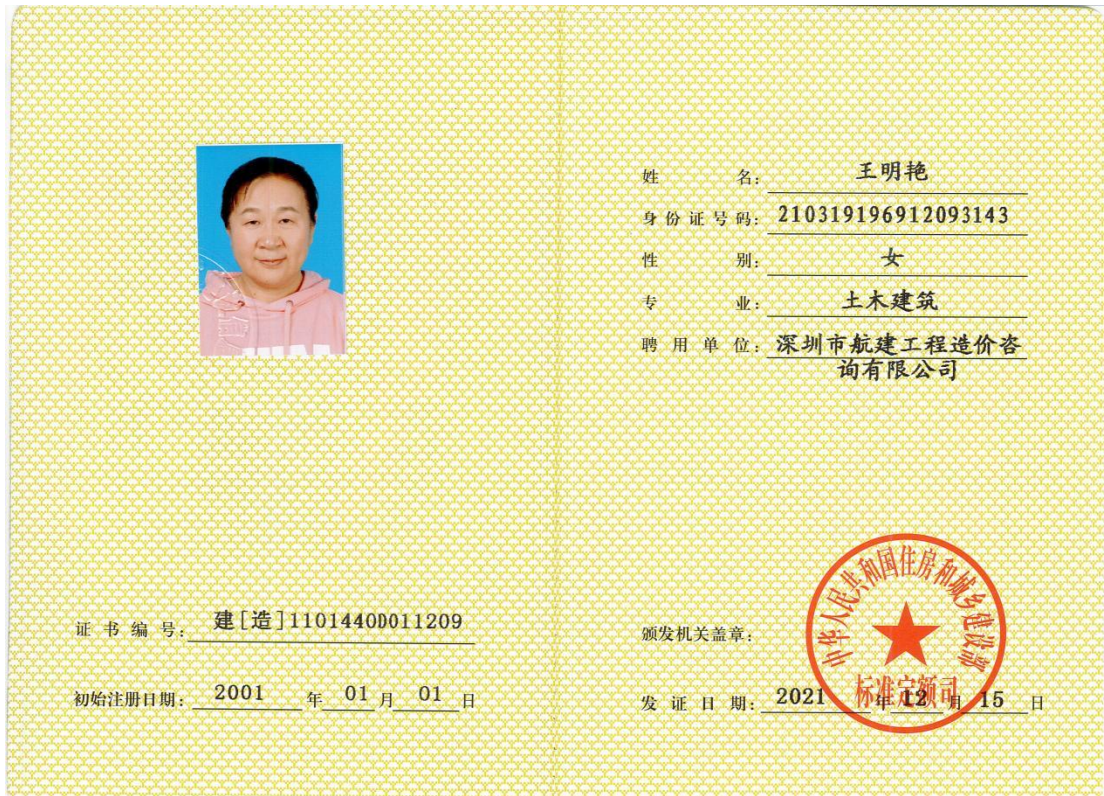 姓名：王明艳
身份证号码：210319196912093143
性别：女
专业：土木建筑
聘用单位：深圳市航建工程造价咨
询有限公司
证书编号：建[造]11014400011209
初始注册日期：2001年01月01日
颁发机关盖章：
中华人民共和国住房和城乡建设部
标准定额司
发证日期：2021年12月15日